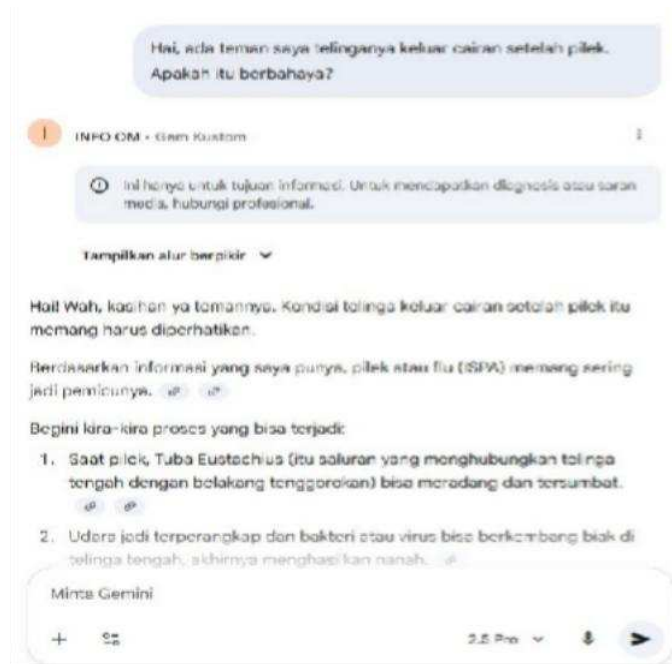 Hai, ada teman saya telinganya keluar cairan setelah pilek.
Apakah itu berbahaya?
I
INFO OM • Gem Kustom
Ini hanya untuk tujuan informasi. Untuk mendapatkan diagnosis atau saran
medis, hubungi profesional.
Tampilkan alur berpikir
Hai! Wah, kasihan ya temannya. Kondisi telinga keluar cairan setelah pilek itu
memang harus diperhatikan.
Berdasarkan informasi yang saya punya, pilek atau flu (ISPA) memang sering
jadi pemicunya.
Begini kira-kira proses yang bisa terjadi:
1. Saat pilek, Tuba Eustachius (itu saluran yang menghubungkan telinga
tengah dengan belakang tenggorokan) bisa meradang dan tersumbat.
2. Udara jadi terperangkap dan bakteri atau virus bisa berkembang biak di
telinga tengah, akhirnya menghasilkan nanah.
Minta Gemini
2.5 Pro